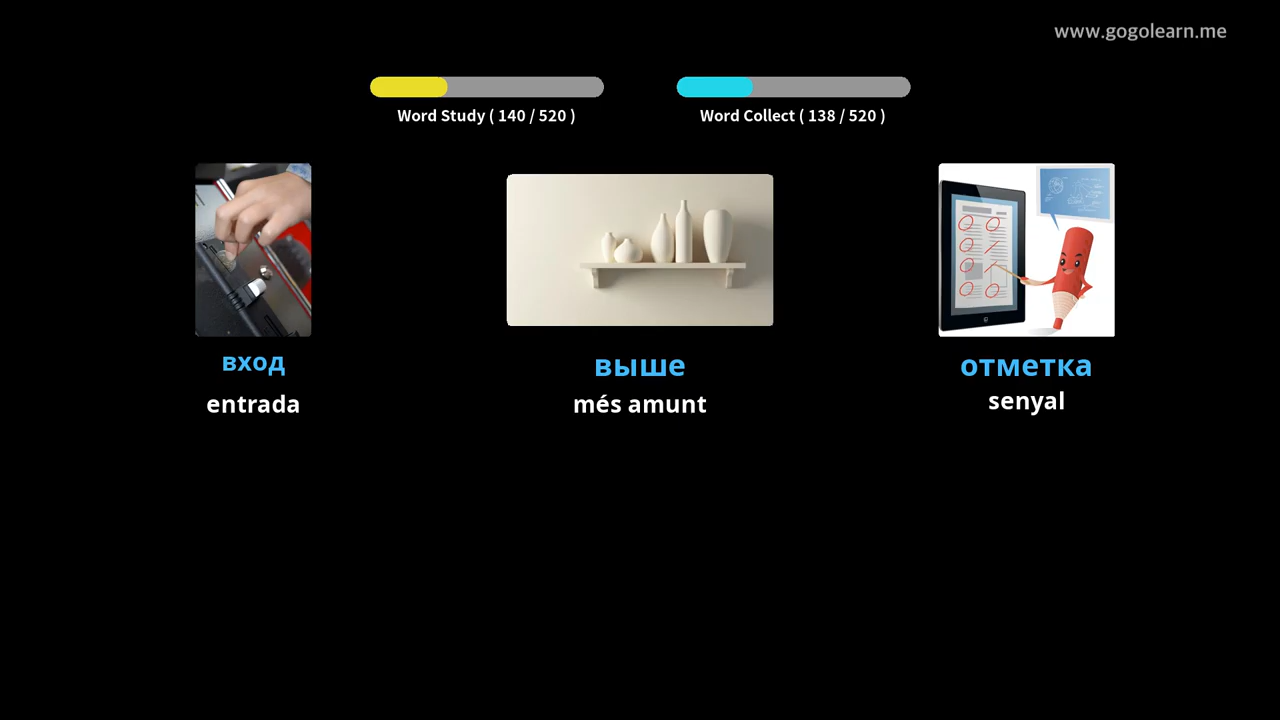 www.gogolearn.me
Word Study ( 140 / 520 )
Word Collect ( 138 / 520 )
вход
entrada
выше
més amunt
отметка
senyal